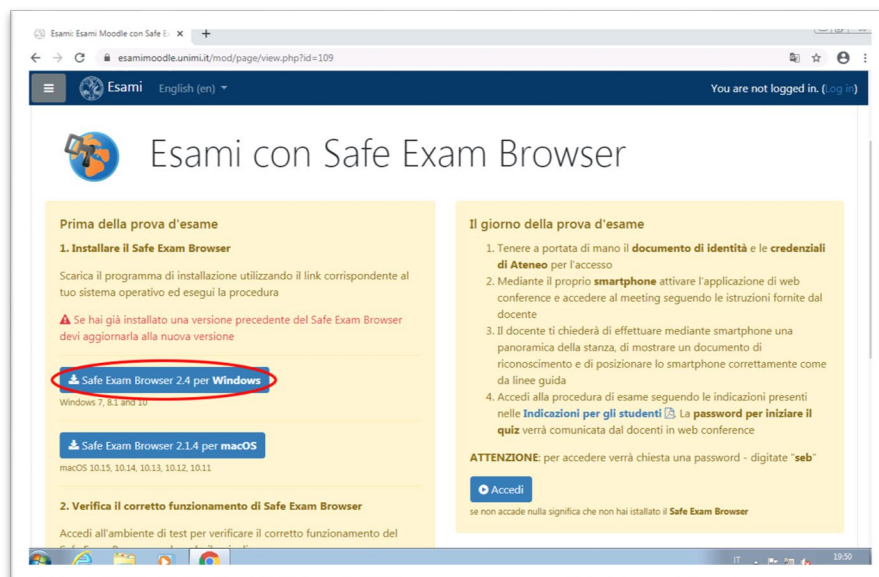 Esami: Esami Moodle con Safe E
esamimoodle.unimi.it/mod/page/view.php?id=109
Esami English (en)
You are not logged in. (Log in)
Esami con Safe Exam Browser
Prima della prova d'esame
1. Installare il Safe Exam Browser
Scarica il programma di installazione utilizzando il link corrispondente al
tuo sistema operativo ed esegui la procedura
Se hai già installato una versione precedente del Safe Exam Browser
devi aggiornarla alla nuova versione
Safe Exam Browser 2.4 per Windows
Windows 7, 8.1 and 10
Safe Exam Browser 2.1.4 per macOS
macOS 10.15, 10.14, 10.13, 10.12, 10.11
2. Verifica il corretto funzionamento di Safe Exam Browser
Accedi all'ambiente di test per verificare il corretto funzionamento del
Il giorno della prova d'esame
1. Tenere a portata di mano il documento di identità e le credenziali
di Ateneo per l'accesso
2. Mediante il proprio smartphone attivare l'applicazione di web
conference e accedere al meeting seguendo le istruzioni fornite dal
docente
3. Il docente ti chiederà di effettuare mediante smartphone una
panoramica della stanza, di mostrare un documento di
riconoscimento e di posizionare lo smartphone correttamente come
da linee guida
4. Accedi alla procedura di esame seguendo le indicazioni presenti
nelle Indicazioni per gli studenti. La password per iniziare il
quiz verrà comunicata dal docenti in web conference
ATTENZIONE: per accedere verrà chiesta una password - digitate "seb"
Accedi
se non accade nulla significa che non hai istallato il Safe Exam Browser
IT
19:50